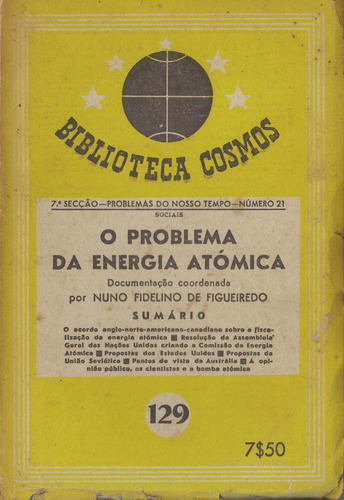 BIBLIOTECA COSMOS
7.ª SECÇÃO—PROBLEMAS DO NOSSO TEMPO—NÚMERO 21
SOCIAIS
O PROBLEMA
DA ENERGIA ATÓMICA
Documentação coordenada
por NUNO FIDELINO DE FIGUEIREDO
SUMÁRIO
O acordo anglo-norte-americano-canadiano sobre a fisca-
lização da energia atómica ■ Resolução da Assembleia
Geral das Nações Unidas criando a Comissão de Energia
Atómica ■ Propostas dos Estados Unidos ■ Propostas da
União Soviética ■ Pontos de vista da Austrália ■ A opi-
nião pública, os cientistas e a bomba atómica
129
7$50